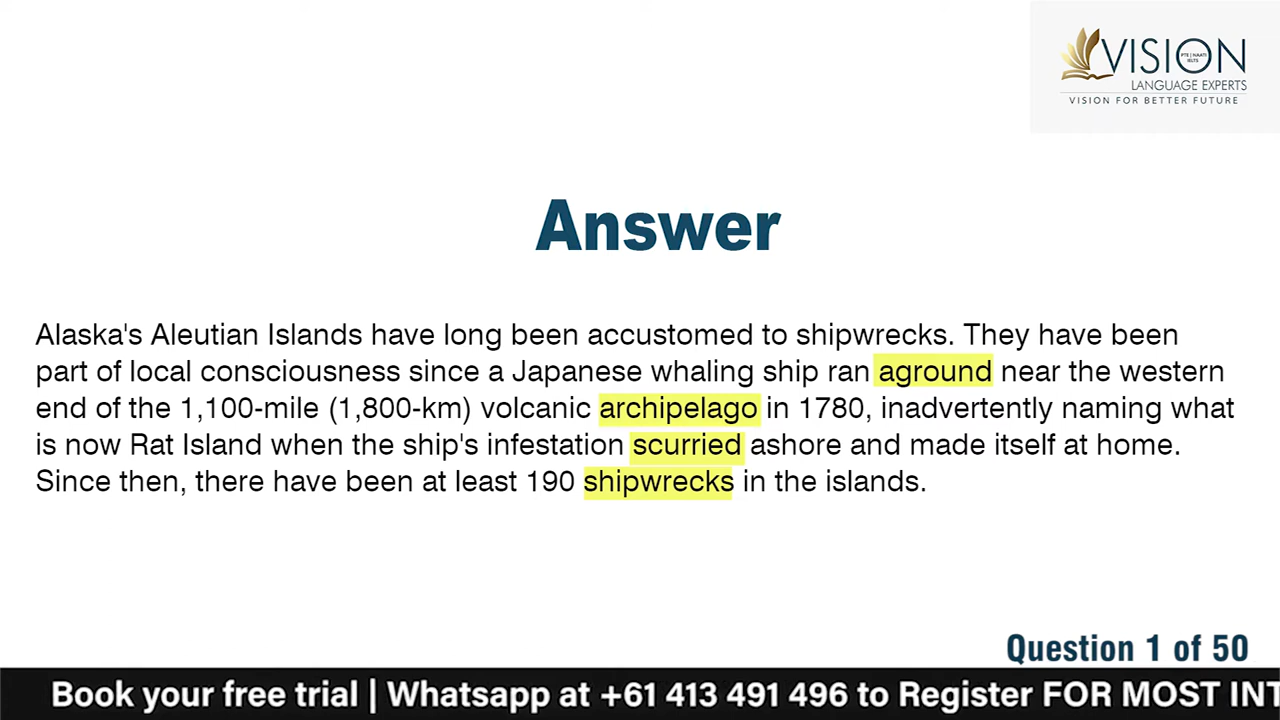 VISION
PTE | NAATI
IELTS
LANGUAGE EXPERTS
VISION FOR BETTER FUTURE
Answer
Alaska's Aleutian Islands have long been accustomed to shipwrecks. They have been
part of local consciousness since a Japanese whaling ship ran aground near the western
end of the 1,100-mile (1,800-km) volcanic archipelago in 1780, inadvertently naming what
is now Rat Island when the ship's infestation scurried ashore and made itself at home.
Since then, there have been at least 190 shipwrecks in the islands.
Question 1 of 50
Book your free trial | Whatsapp at +61 413 491 496 to Register FOR MOST INT